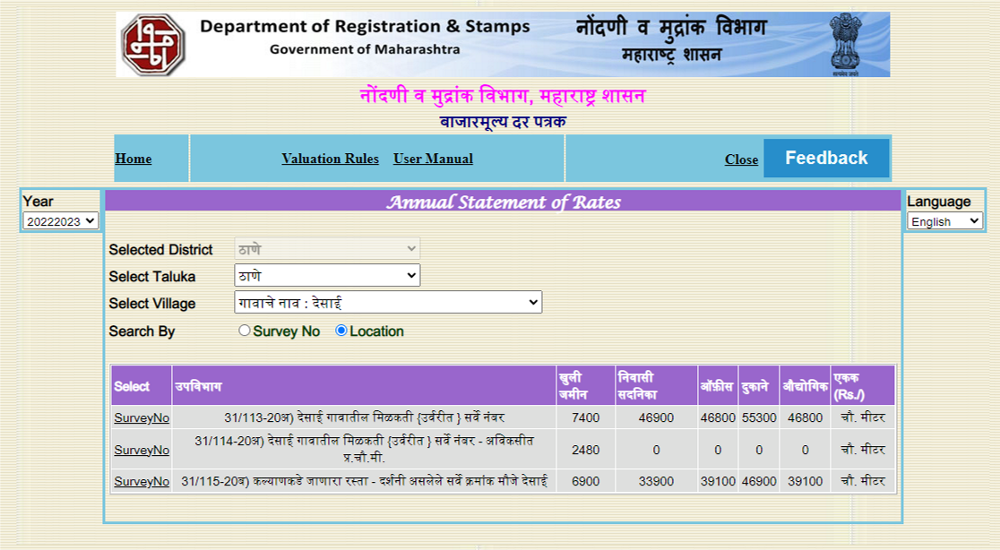 Department of Registration & Stamps
Government of Maharashtra
नोंदणी व मुद्रांक विभाग
महाराष्ट्र शासन
नोंदणी व मुद्रांक विभाग, महाराष्ट्र शासन
बाजारमूल्य दर पत्रक
Home Valuation Rules User Manual Close Feedback
Year
20222023
Annual Statement of Rates
Language
English
Selected District ठाणे
Select Taluka ठाणे
Select Village गावाचे नाव : देसाई
Search By Survey No Location
Select उपविभाग खुली जमीन निवासी सदनिका ऑफ़ीस दुकाने औद्योगिक एकक (Rs./)
SurveyNo 31/113-20अ) देसाई गावातील मिळकती {उर्वरीत } सर्वे नंबर 7400 46900 46800 55300 46800 चौ. मीटर
SurveyNo 31/114-20अ) देसाई गावातील मिळकती {उर्वरीत } सर्वे नंबर - अविकसीत प्र.चौ.मी. 2480 0 0 0 0 चौ. मीटर
SurveyNo 31/115-20ब) कल्याणकडे जाणारा रस्ता - दर्शनी असलेले सर्वे क्रमांक मौजे देसाई 6900 33900 39100 46900 39100 चौ. मीटर